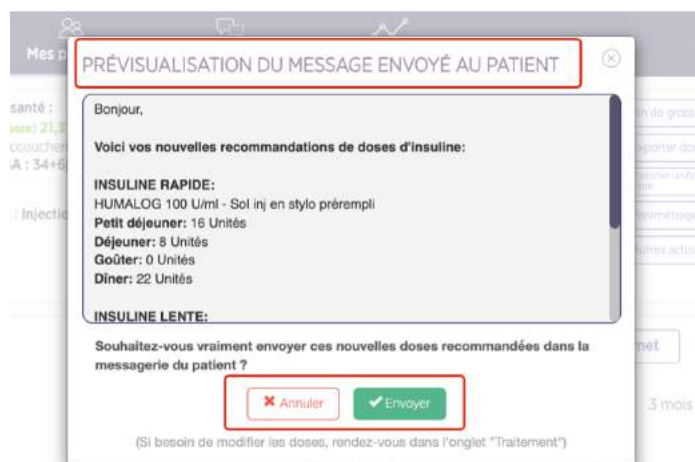 Mes p
PRÉVISUALISATION DU MESSAGE ENVOYÉ AU PATIENT
santé :
Bonjour,
Voici vos nouvelles recommandations de doses d'insuline:
A : 34+6
INSULINE RAPIDE:
HUMALOG 100 U/ml - Sol inj en stylo prérempli
: Injectio
Petit déjeuner: 16 Unités
Déjeuner: 8 Unités
Goûter: 0 Unités
Dîner: 22 Unités
INSULINE LENTE:
Souhaitez-vous vraiment envoyer ces nouvelles doses recommandées dans la
messagerie du patient ?
met
Annuler
Envoyer
3 mois
(Si besoin de modifier les doses, rendez-vous dans l'onglet "Traitement")